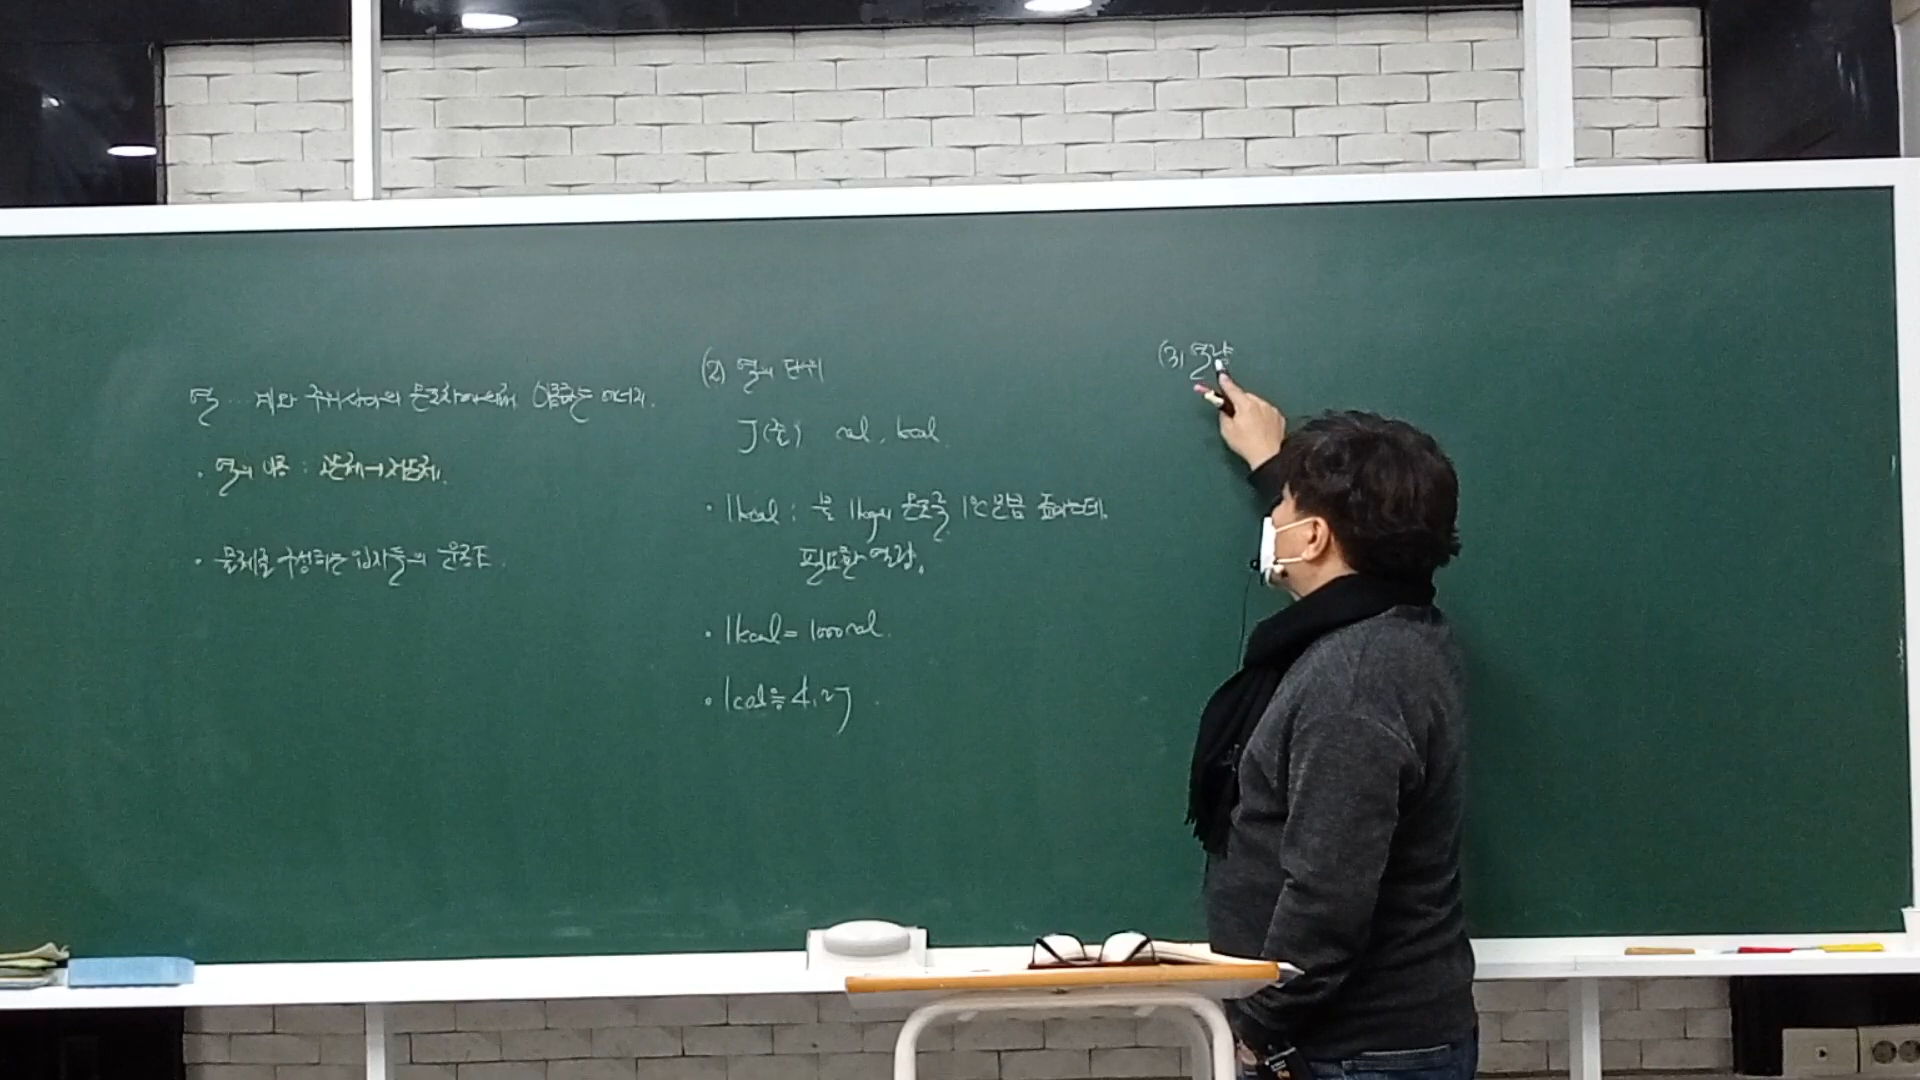 열 … 계와 주위 사이의 온도차에 의해 이동하는 에너지.
· 열의 이동 : 고온체→저온체.
· 물체를 구성하는 입자들의 운동E.
(2) 열의 단위
J(줄) cal, kcal
· 1kcal : 물 1kg의 온도를 1℃ 만큼 높이는데.
필요한 열량.
· 1kcal = 1000cal.
· 1cal ≒ 4.2J
(3) 열량